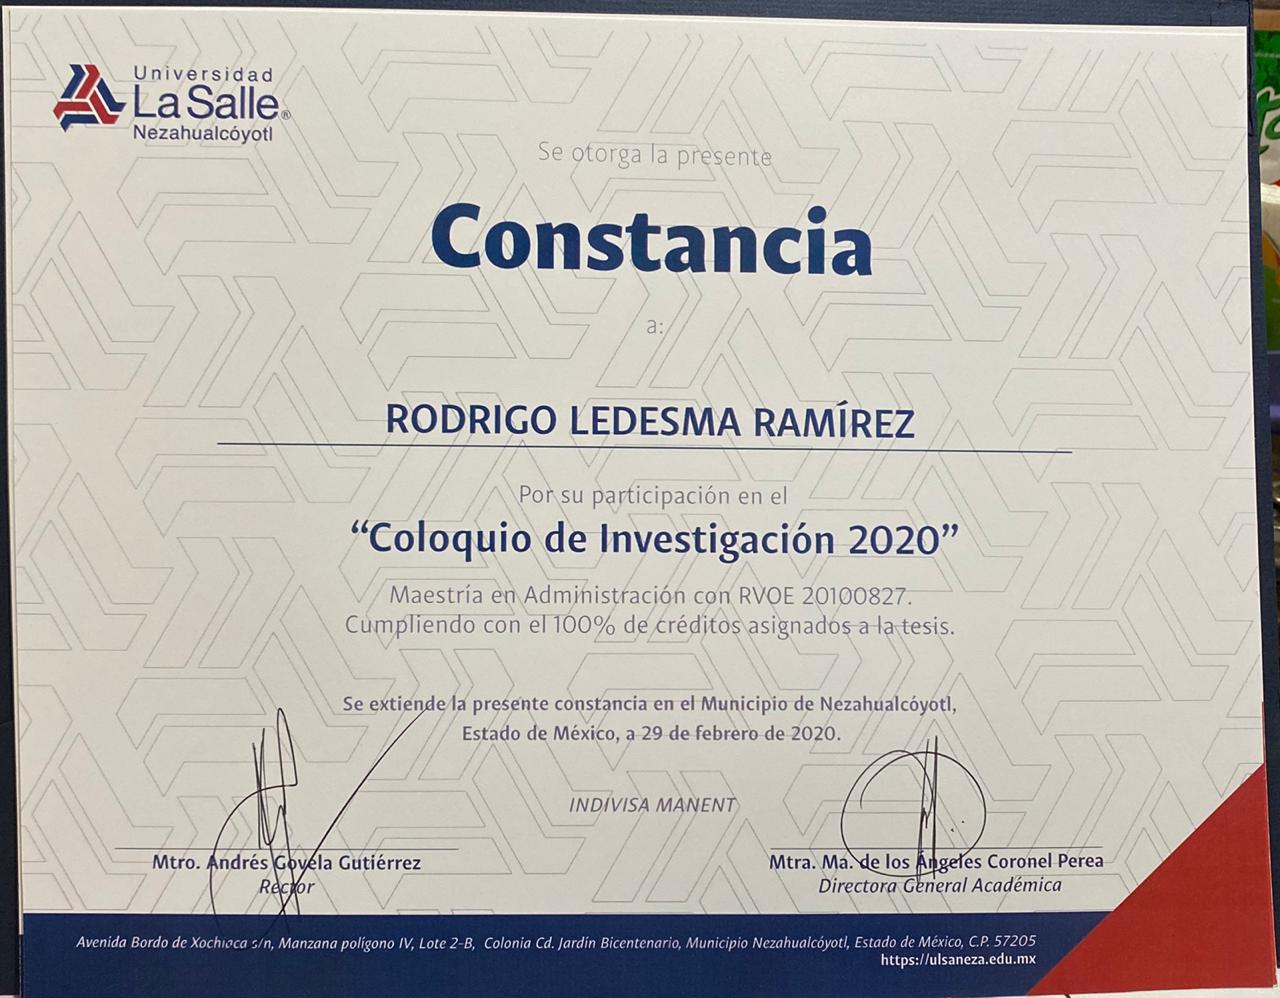 Universidad
La Salle®
Nezahualcóyotl
Se otorga la presente
Constancia
a:
RODRIGO LEDESMA RAMÍREZ
Por su participación en el
“Coloquio de Investigación 2020”
Maestría en Administración con RVOE 20100827.
Cumpliendo con el 100% de créditos asignados a la tesis.
Se extiende la presente constancia en el Municipio de Nezahualcóyotl,
Estado de México, a 29 de febrero de 2020.
INDIVISA MANENT
Mtro. Andrés Govela Gutiérrez
Rector
Mtra. Ma. de los Ángeles Coronel Perea
Directora General Académica
Avenida Bordo de Xochiaca s/n, Manzana polígono IV, Lote 2-B, Colonia Cd. Jardín Bicentenario, Municipio Nezahualcóyotl, Estado de México, C.P. 57205
https://ulsaneza.edu.mx